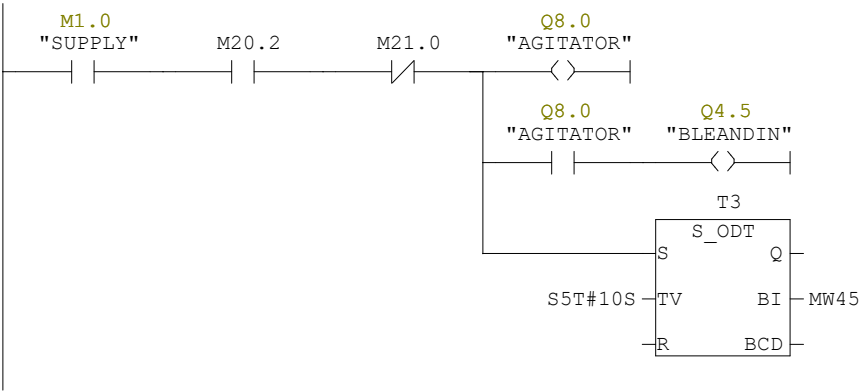 M1.0
"SUPPLY"
M20.2
M21.0
Q8.0
"AGITATOR"
Q8.0
"AGITATOR"
Q4.5
"BLEANDIN"
T3
S_ODT
S
Q
S5T#10S
TV
BI
MW45
R
BCD